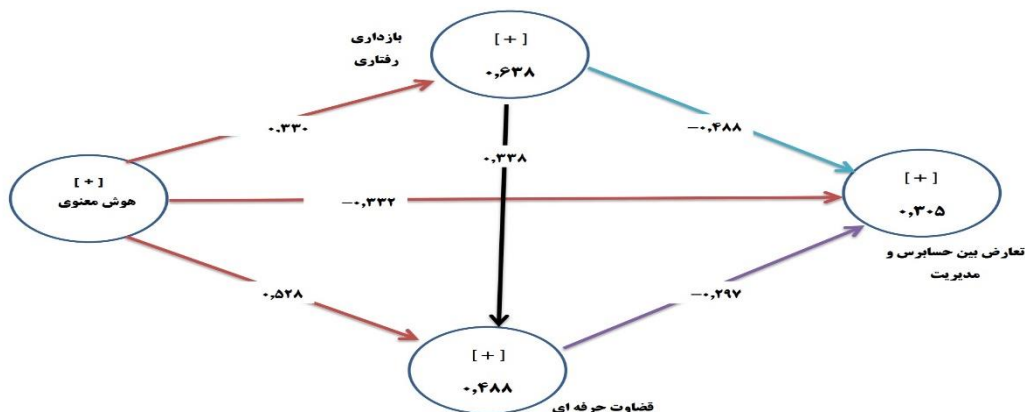 بازداری
رفتاری
[+]
۰,۶۳۸
۰.۳۳۰
−۰,۴۸۸
۰.۳۳۸
[+]
هوش معنوی
−۰,۳۳۲
[+]
۰,۳۰۵
تعارض بین حسابرس و
مدیریت
۰.۵۲۸
−۰,۲۹۷
[+]
۰,۴۸۸
قضاوت حرفه ای